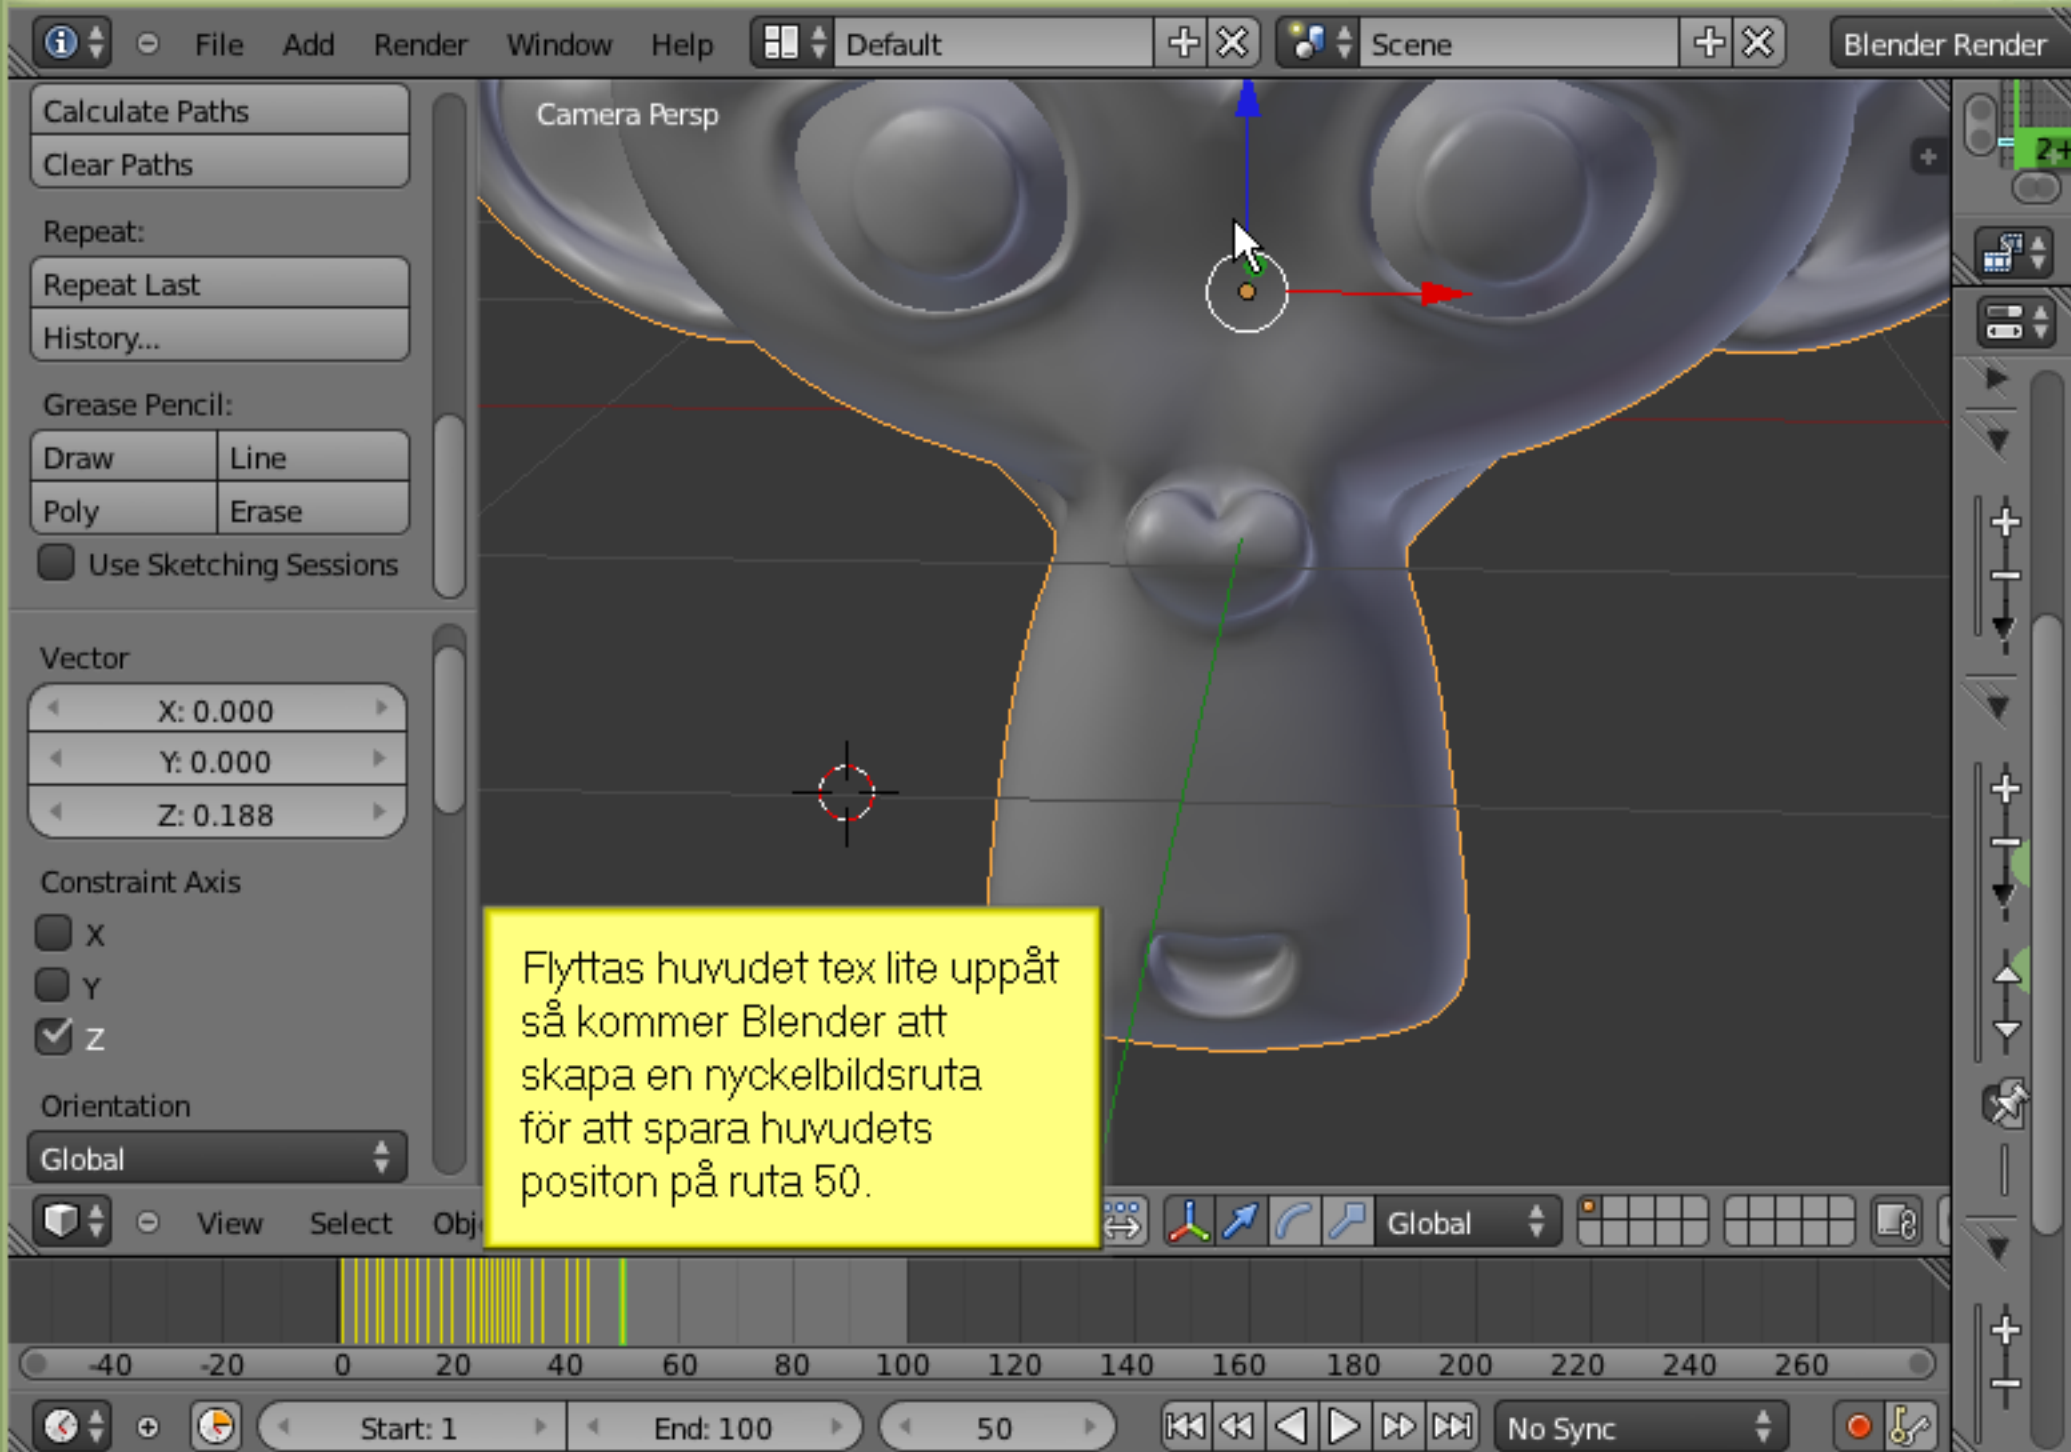 File Add Render Window Help Default Scene Blender Render
Calculate Paths
Clear Paths
Repeat:
Repeat Last
History...
Grease Pencil:
Draw Line
Poly Erase
Use Sketching Sessions
Vector
X: 0.000
Y: 0.000
Z: 0.188
Constraint Axis
X
Y
Z
Orientation
Global
Camera Persp
2+
Flyttas huvudet tex lite uppåt
så kommer Blender att
skapa en nyckelbildsruta
för att spara huvudets
positon på ruta 50.
View Select Obj Global
-40 -20 0 20 40 60 80 100 120 140 160 180 200 220 240 260
Start: 1 End: 100 50 No Sync